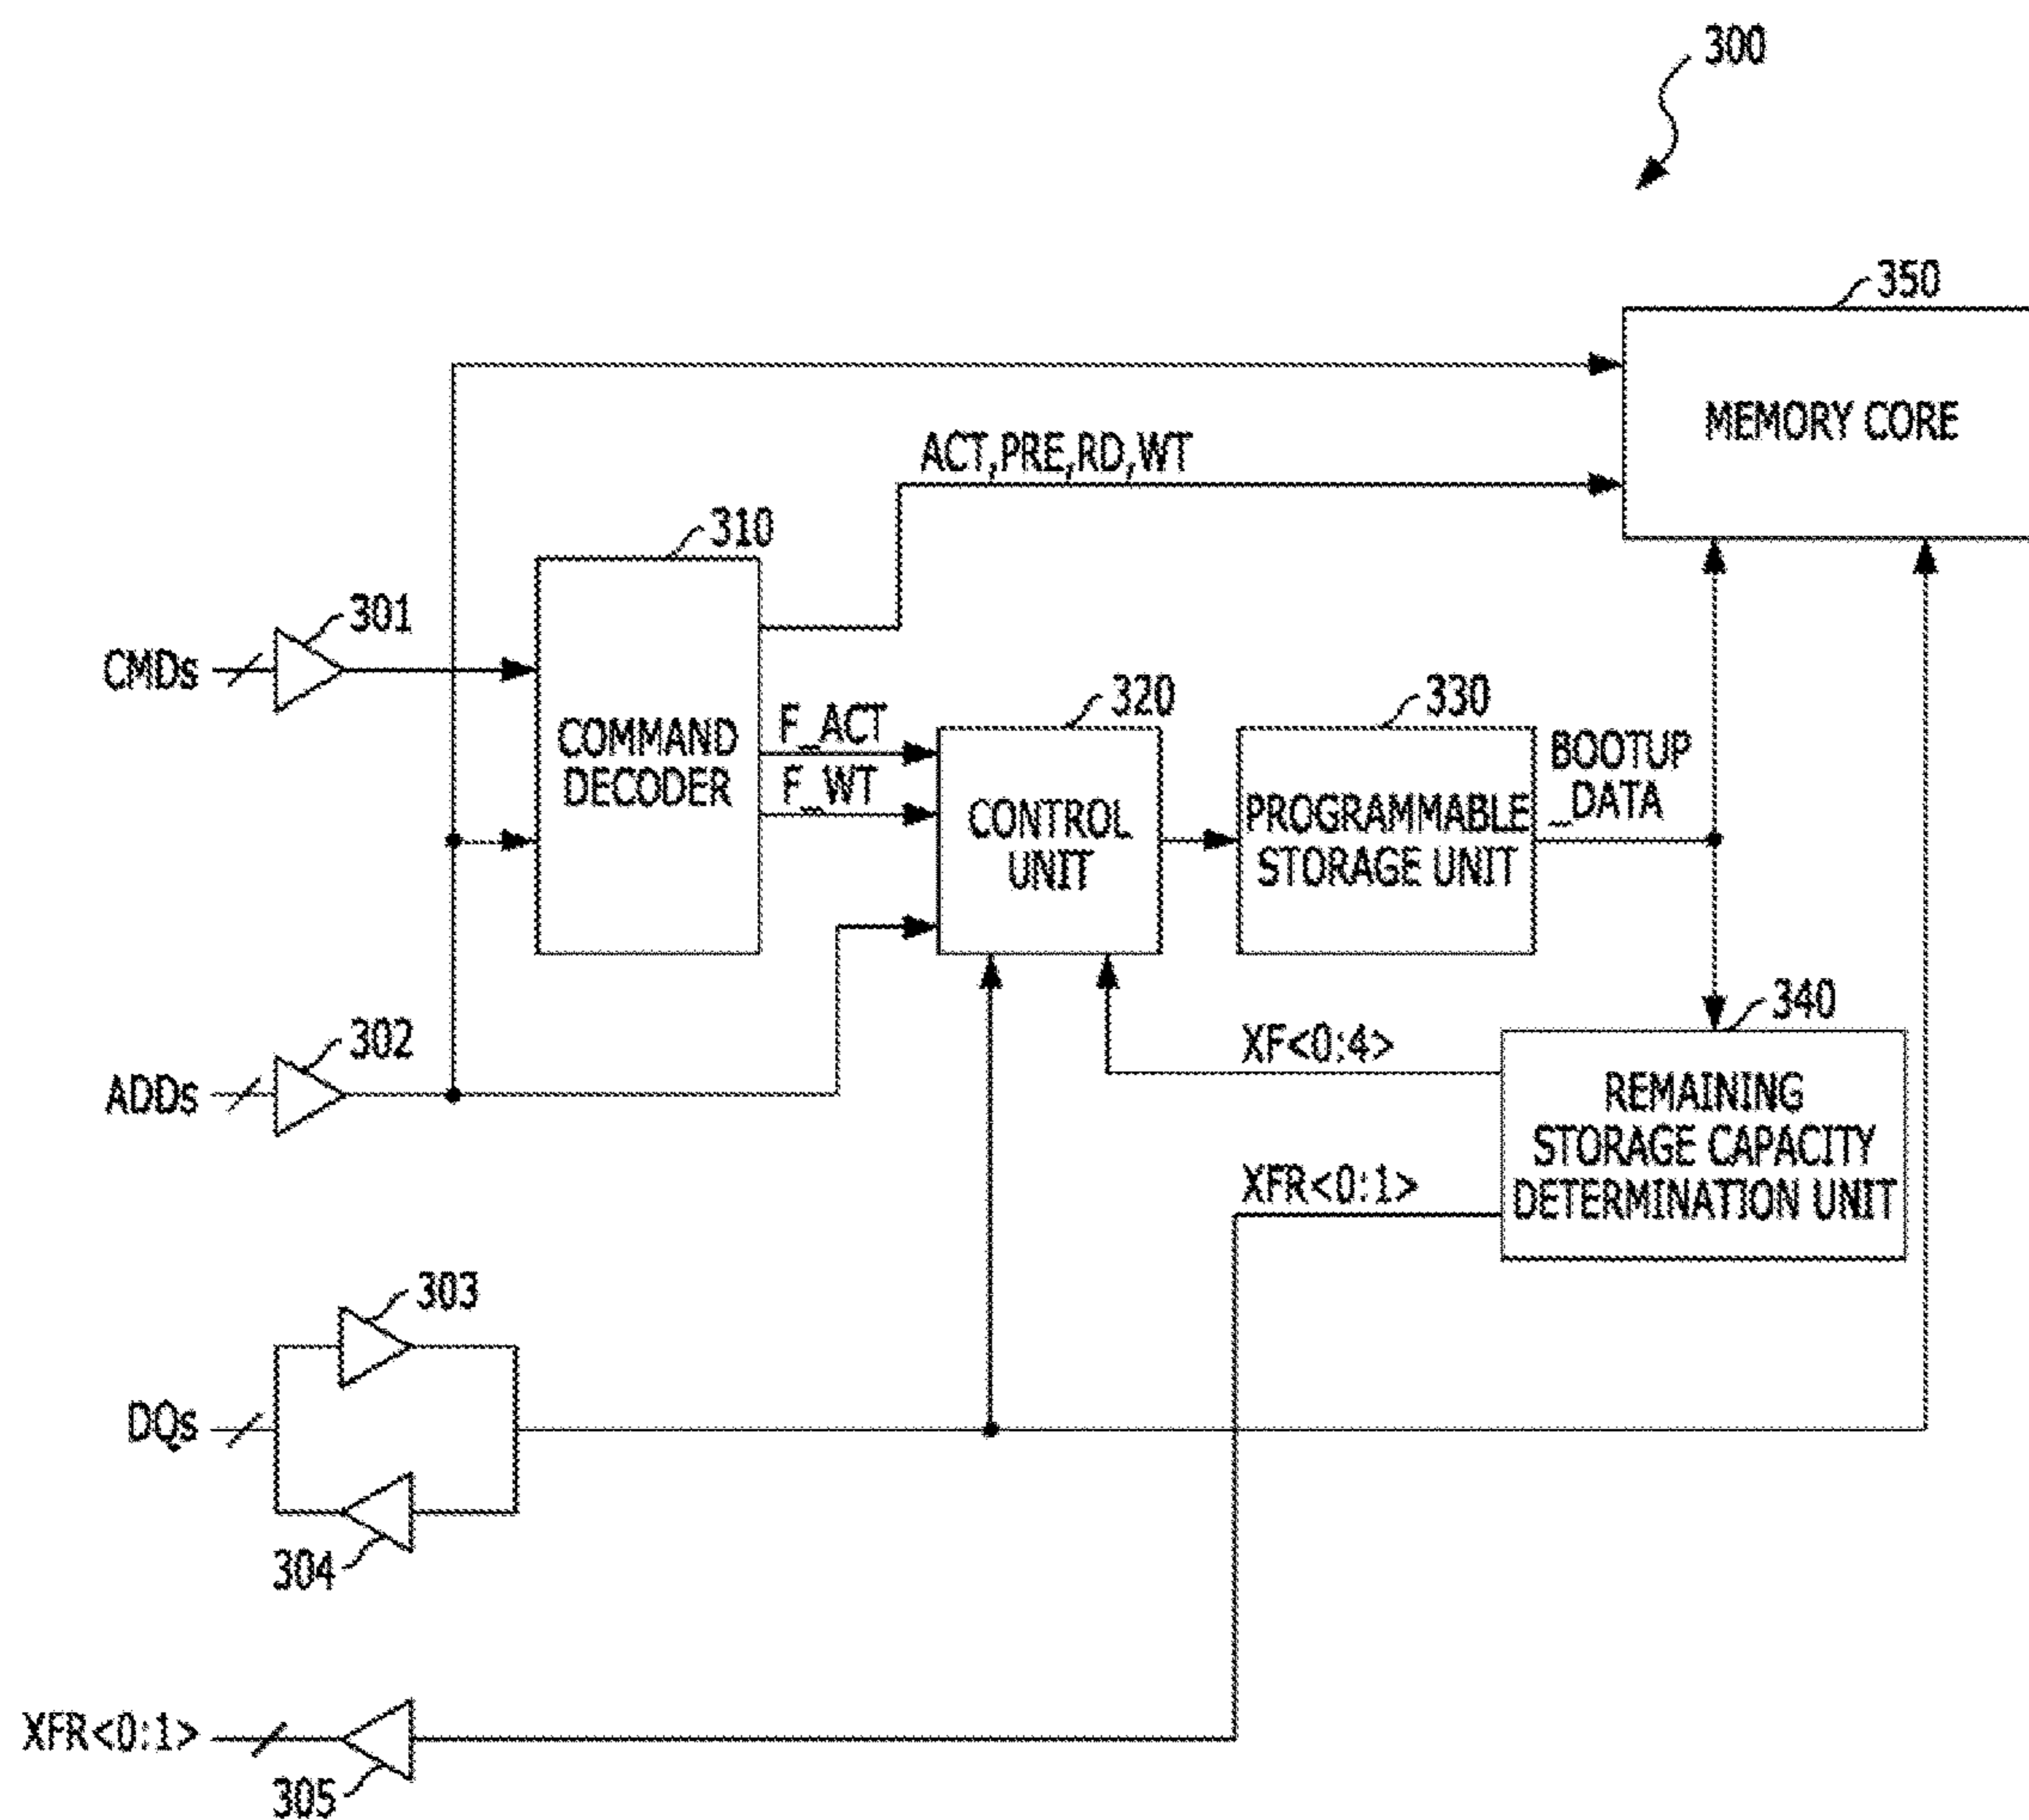 300
350
MEMORY CORE
ACT,PRE,RD,WT
310
301
CMDs
COMMAND
DECODER
F_ACT
F_WT
320
CONTROL
UNIT
330
PROGRAMMABLE
STORAGE UNIT
BOOTUP
_DATA
302
ADDs
340
XF<0:4>
REMAINING
STORAGE CAPACITY
DETERMINATION UNIT
XFR<0:1>
303
DQs
304
XFR<0:1>
305